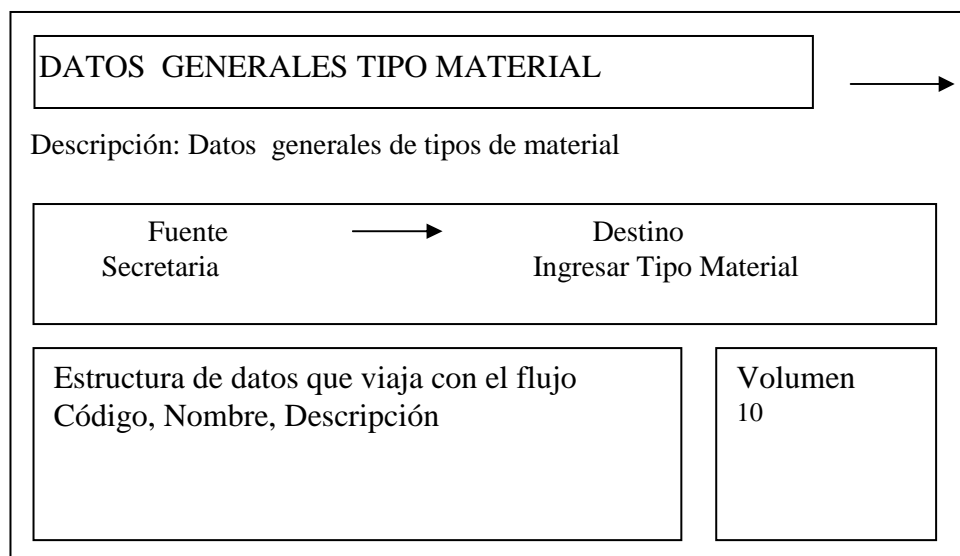 DATOS GENERALES TIPO MATERIAL
Descripción: Datos generales de tipos de material
Fuente Destino
Secretaria Ingresar Tipo Material
Estructura de datos que viaja con el flujo
Código, Nombre, Descripción
Volumen
10